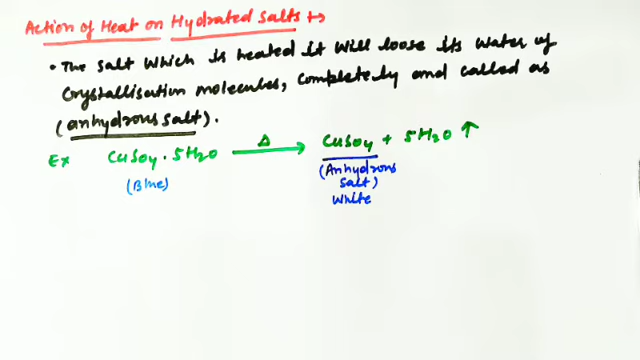 Action of Heat on Hydrated Salts ↦
• The salt which is heated it will loose its water of
Crystallisation molecules, completely and called as
(anhydrous salt).
Ex CuSO4 . 5H2O —Δ→ CuSO4 + 5H2O ↑
(Blue) (Anhydrous
salt)
White